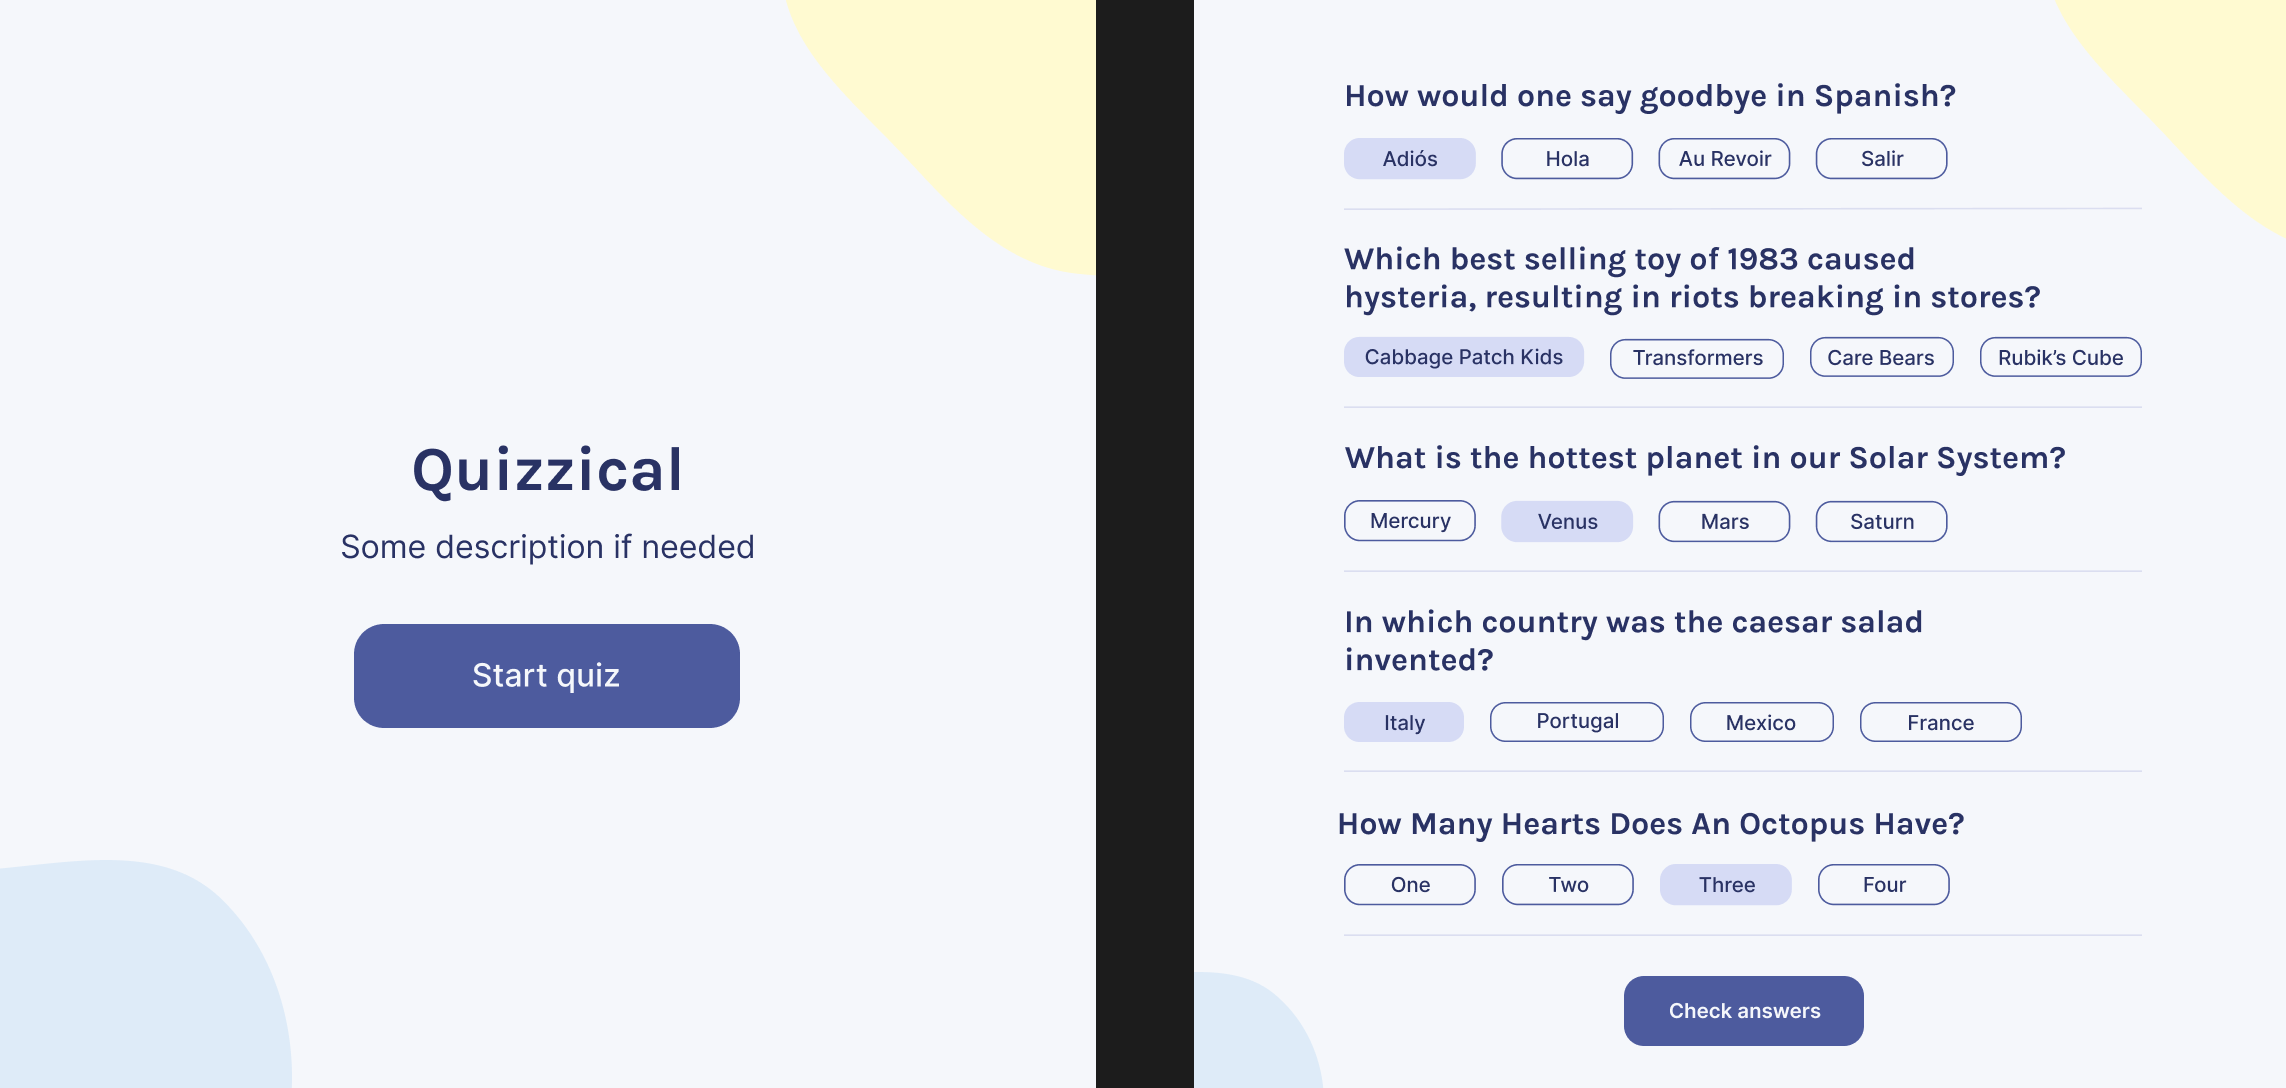 Quizzical
Some description if needed
Start quiz
How would one say goodbye in Spanish?
Adiós Hola Au Revoir Salir
Which best selling toy of 1983 caused
hysteria, resulting in riots breaking in stores?
Cabbage Patch Kids Transformers Care Bears Rubik’s Cube
What is the hottest planet in our Solar System?
Mercury Venus Mars Saturn
In which country was the caesar salad
invented?
Italy Portugal Mexico France
How Many Hearts Does An Octopus Have?
One Two Three Four
Check answers